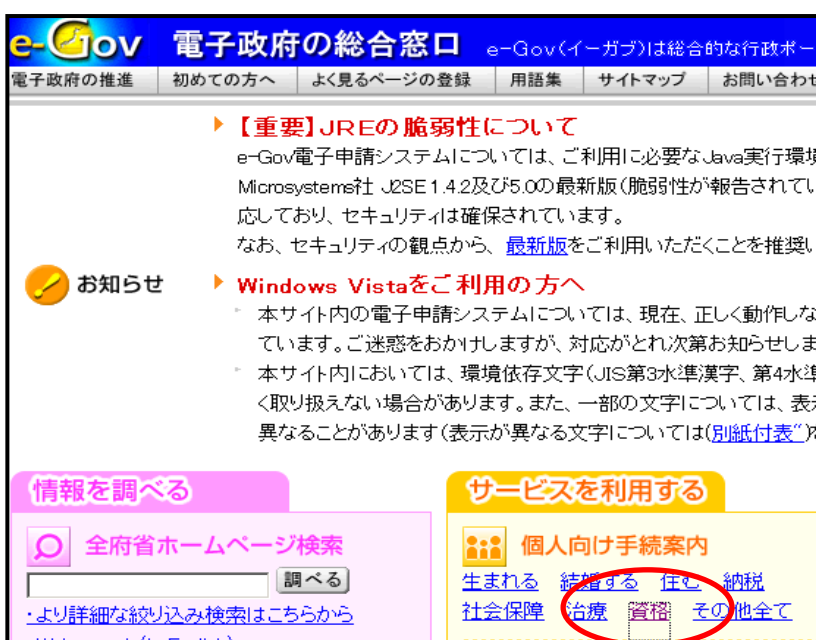 e-Gov 電子政府の総合窓口 e-Gov(イーガブ)は総合的な行政ポー
電子政府の推進 初めての方へ よく見るページの登録 用語集 サイトマップ お問い合わせ
【重要】JREの脆弱性について
e-Gov電子申請システムについては、ご利用に必要なJava実行環境
Microsystems社 J2SE1.4.2及び5.0の最新版(脆弱性が報告されてい
応しており、セキュリティは確保されています。
なお、セキュリティの観点から、最新版をご利用いただくことを推奨い
お知らせ
Windows Vistaをご利用の方へ
本サイト内の電子申請システムについては、現在、正しく動作しな
ています。ご迷惑をおかけしますが、対応がとれ次第お知らせしま
本サイト内においては、環境依存文字(JIS第3水準漢字、第4水準
く取り扱えない場合があります。また、一部の文字については、表示
異なることがあります(表示が異なる文字については(別紙付表")を
情報を調べる
全府省ホームページ検索
調べる
・より詳細な絞り込み検索はこちらから
サービスを利用する
個人向け手続案内
生まれる 結婚する 住む 納税
社会保障 治療 資格 その他全て